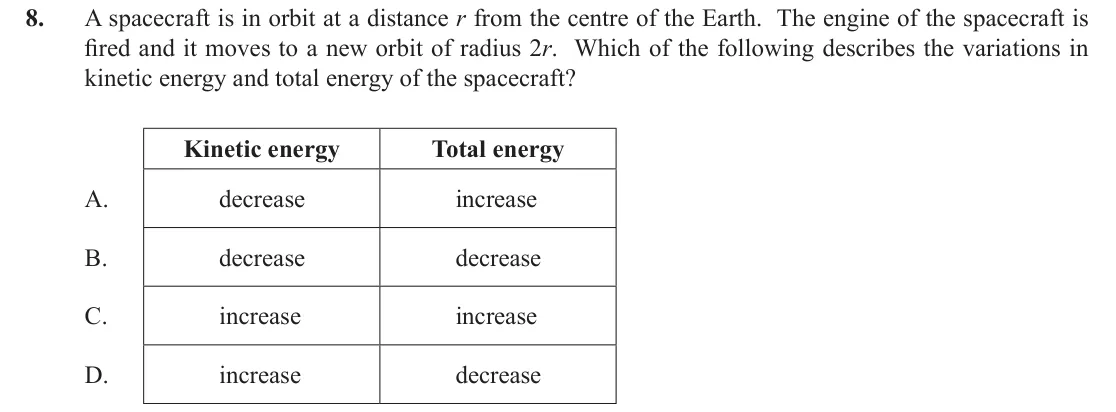 8. A spacecraft is in orbit at a distance r from the centre of the Earth. The engine of the spacecraft is
fired and it moves to a new orbit of radius 2r. Which of the following describes the variations in
kinetic energy and total energy of the spacecraft?
Kinetic energy Total energy
A. decrease increase
B. decrease decrease
C. increase increase
D. increase decrease